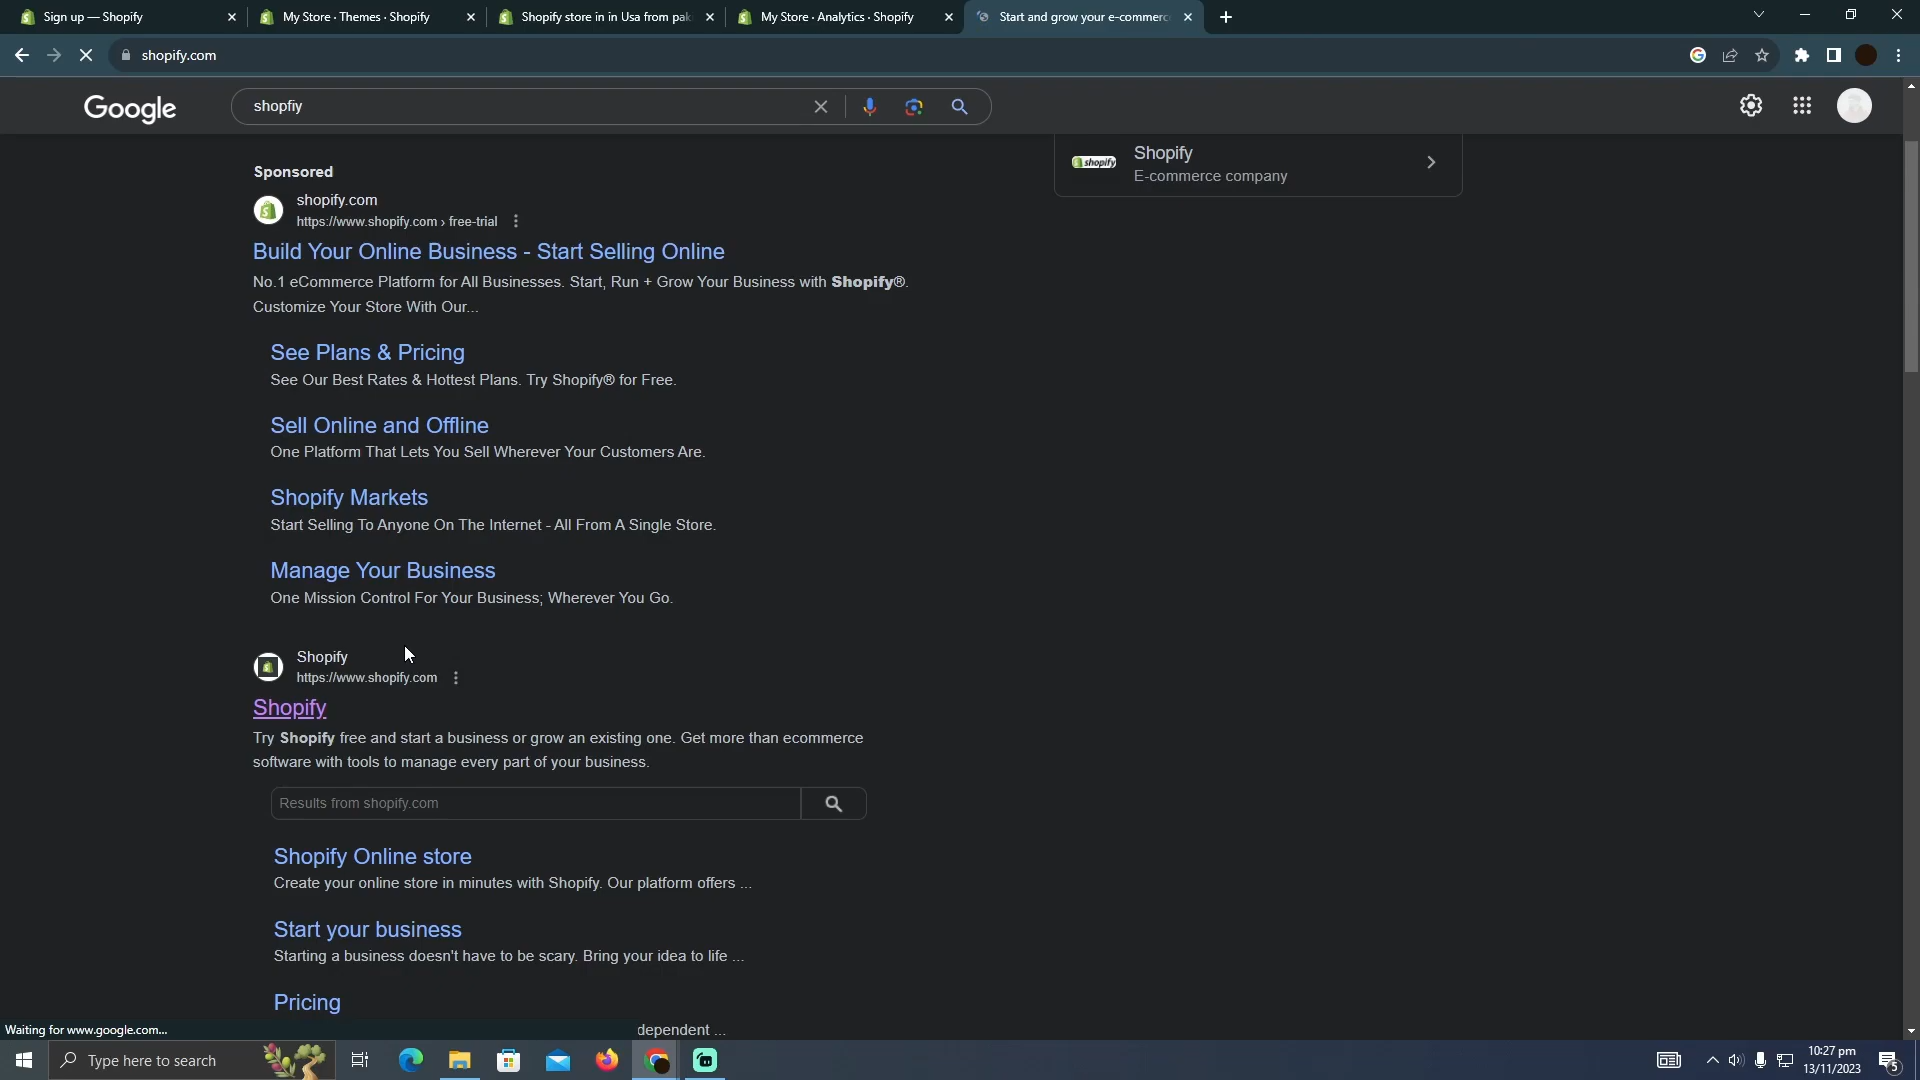 Sign up — Shopify
My Store · Themes · Shopify
Shopify store in in Usa from pak
My Store · Analytics · Shopify
Start and grow your e-commerc
shopify.com
Google
shopfiy
Sponsored
shopify.com
https://www.shopify.com › free-trial
Build Your Online Business - Start Selling Online
No.1 eCommerce Platform for All Businesses. Start, Run + Grow Your Business with Shopify®.
Customize Your Store With Our...
See Plans & Pricing
See Our Best Rates & Hottest Plans. Try Shopify® for Free.
Sell Online and Offline
One Platform That Lets You Sell Wherever Your Customers Are.
Shopify Markets
Start Selling To Anyone On The Internet - All From A Single Store.
Manage Your Business
One Mission Control For Your Business; Wherever You Go.
shopify
Shopify
E-commerce company
Shopify
https://www.shopify.com
Shopify
Try Shopify free and start a business or grow an existing one. Get more than ecommerce
software with tools to manage every part of your business.
Results from shopify.com
Shopify Online store
Create your online store in minutes with Shopify. Our platform offers ...
Start your business
Starting a business doesn't have to be scary. Bring your idea to life ...
Pricing
dependent ...
Waiting for www.google.com...
Type here to search
10:27 pm
13/11/2023
5